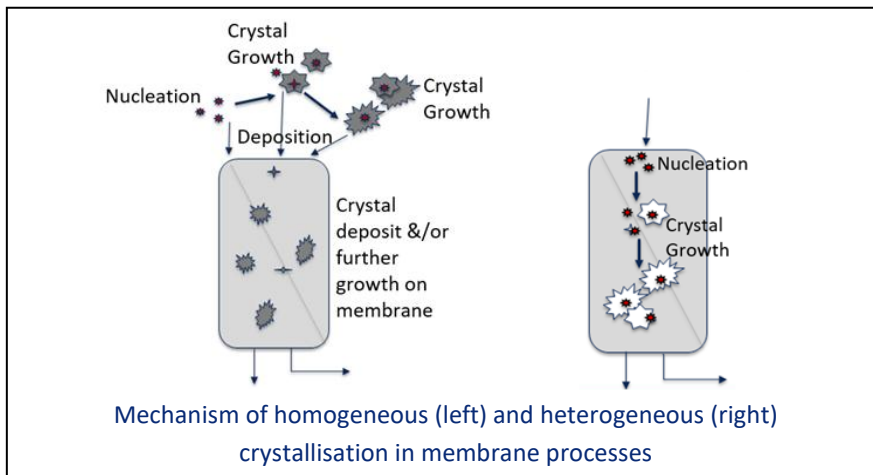 Crystal
Growth
Nucleation
Crystal
Growth
Deposition
Crystal
deposit &/or
further
growth on
membrane
Nucleation
Crystal
Growth
Mechanism of homogeneous (left) and heterogeneous (right)
crystallisation in membrane processes